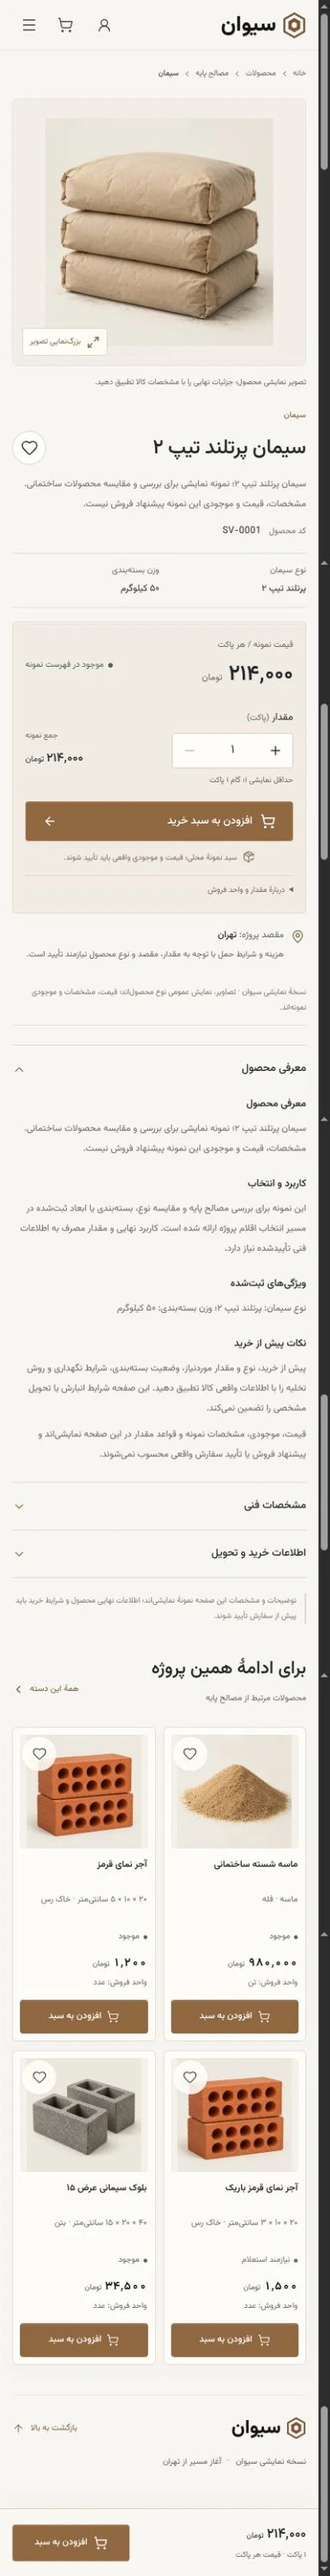 سیوان
خانه › محصولات › مصالح پایه › سیمان
بزرگ‌نمایی تصویر
تصویر نمایشی محصول؛ جزئیات نهایی را با مشخصات کالا تطبیق دهید.
سیمان
سیمان پرتلند تیپ ۲
سیمان پرتلند تیپ ۲؛ نمونه نمایشی برای بررسی و مقایسه محصولات ساختمانی.
مشخصات، قیمت و موجودی این نمونه پیشنهاد فروش نیست.
کد محصول SV-0001
نوع سیمان
پرتلند تیپ ۲
وزن بسته‌بندی
۵۰ کیلوگرم
قیمت نمونه / هر پاکت
۲۱۴,۰۰۰ تومان
موجود در فهرست نمونه
مقدار (پاکت)
۱
جمع نمونه
۲۱۴,۰۰۰ تومان
حداقل نمایشی ۱؛ گام ۱ پاکت
افزودن به سبد خرید
سبد نمونهٔ محلی؛ قیمت و موجودی واقعی باید تأیید شوند.
دربارهٔ مقدار و واحد فروش
مقصد پروژه: تهران
هزینه و شرایط حمل با توجه به مقدار، مقصد و نوع محصول نیازمند تأیید است.
نسخهٔ نمایشی سیوان · تصاویر، نمایش عمومی نوع محصول‌اند؛ قیمت، مشخصات و موجودی
نمونه‌اند.
معرفی محصول
معرفی محصول
سیمان پرتلند تیپ ۲؛ نمونه نمایشی برای بررسی و مقایسه محصولات ساختمانی.
مشخصات، قیمت و موجودی این نمونه پیشنهاد فروش نیست.
کاربرد و انتخاب
این نمونه برای بررسی مصالح پایه و مقایسه نوع، بسته‌بندی یا ابعاد ثبت‌شده در
مسیر انتخاب اقلام پروژه ارائه شده است. کاربرد نهایی و مقدار مصرف به اطلاعات
فنی تأییدشده نیاز دارد.
ویژگی‌های ثبت‌شده
نوع سیمان: پرتلند تیپ ۲؛ وزن بسته‌بندی: ۵۰ کیلوگرم
نکات پیش از خرید
پیش از خرید، نوع و مقدار موردنیاز، وضعیت بسته‌بندی، شرایط نگهداری و روش
تخلیه را با اطلاعات واقعی کالا تطبیق دهید. این صفحه شرایط انبارش یا تحویل
مشخصی را تضمین نمی‌کند.
قیمت، موجودی، مشخصات نمونه و قواعد مقدار در این صفحه نمایشی‌اند و
پیشنهاد فروش یا تأیید سفارش واقعی محسوب نمی‌شوند.
مشخصات فنی
اطلاعات خرید و تحویل
توضیحات و مشخصات این صفحه نمونهٔ نمایشی‌اند؛ اطلاعات نهایی محصول و شرایط خرید باید
پیش از سفارش تأیید شوند.
برای ادامهٔ همین پروژه
محصولات مرتبط از مصالح پایه
همهٔ این دسته
ماسه شسته ساختمانی
ماسه · فله
موجود
۹۸۰,۰۰۰ تومان
واحد فروش: تن
افزودن به سبد
آجر نمای قرمز
۲۰ × ۱۰ × ۵ سانتی‌متر · خاک رس
موجود
۱,۲۰۰ تومان
واحد فروش: عدد
افزودن به سبد
آجر نمای قرمز باریک
۲۰ × ۱۰ × ۳ سانتی‌متر · خاک رس
نیازمند استعلام
۱,۵۰۰ تومان
واحد فروش: عدد
افزودن به سبد
بلوک سیمانی عرض ۱۵
۴۰ × ۲۰ × ۱۵ سانتی‌متر · بتن
موجود
۳۴,۵۰۰ تومان
واحد فروش: عدد
افزودن به سبد
سیوان
بازگشت به بالا
نسخه نمایشی سیوان · آغاز مسیر از تهران
۲۱۴,۰۰۰ تومان
۱ پاکت · قیمت هر پاکت
افزودن به سبد